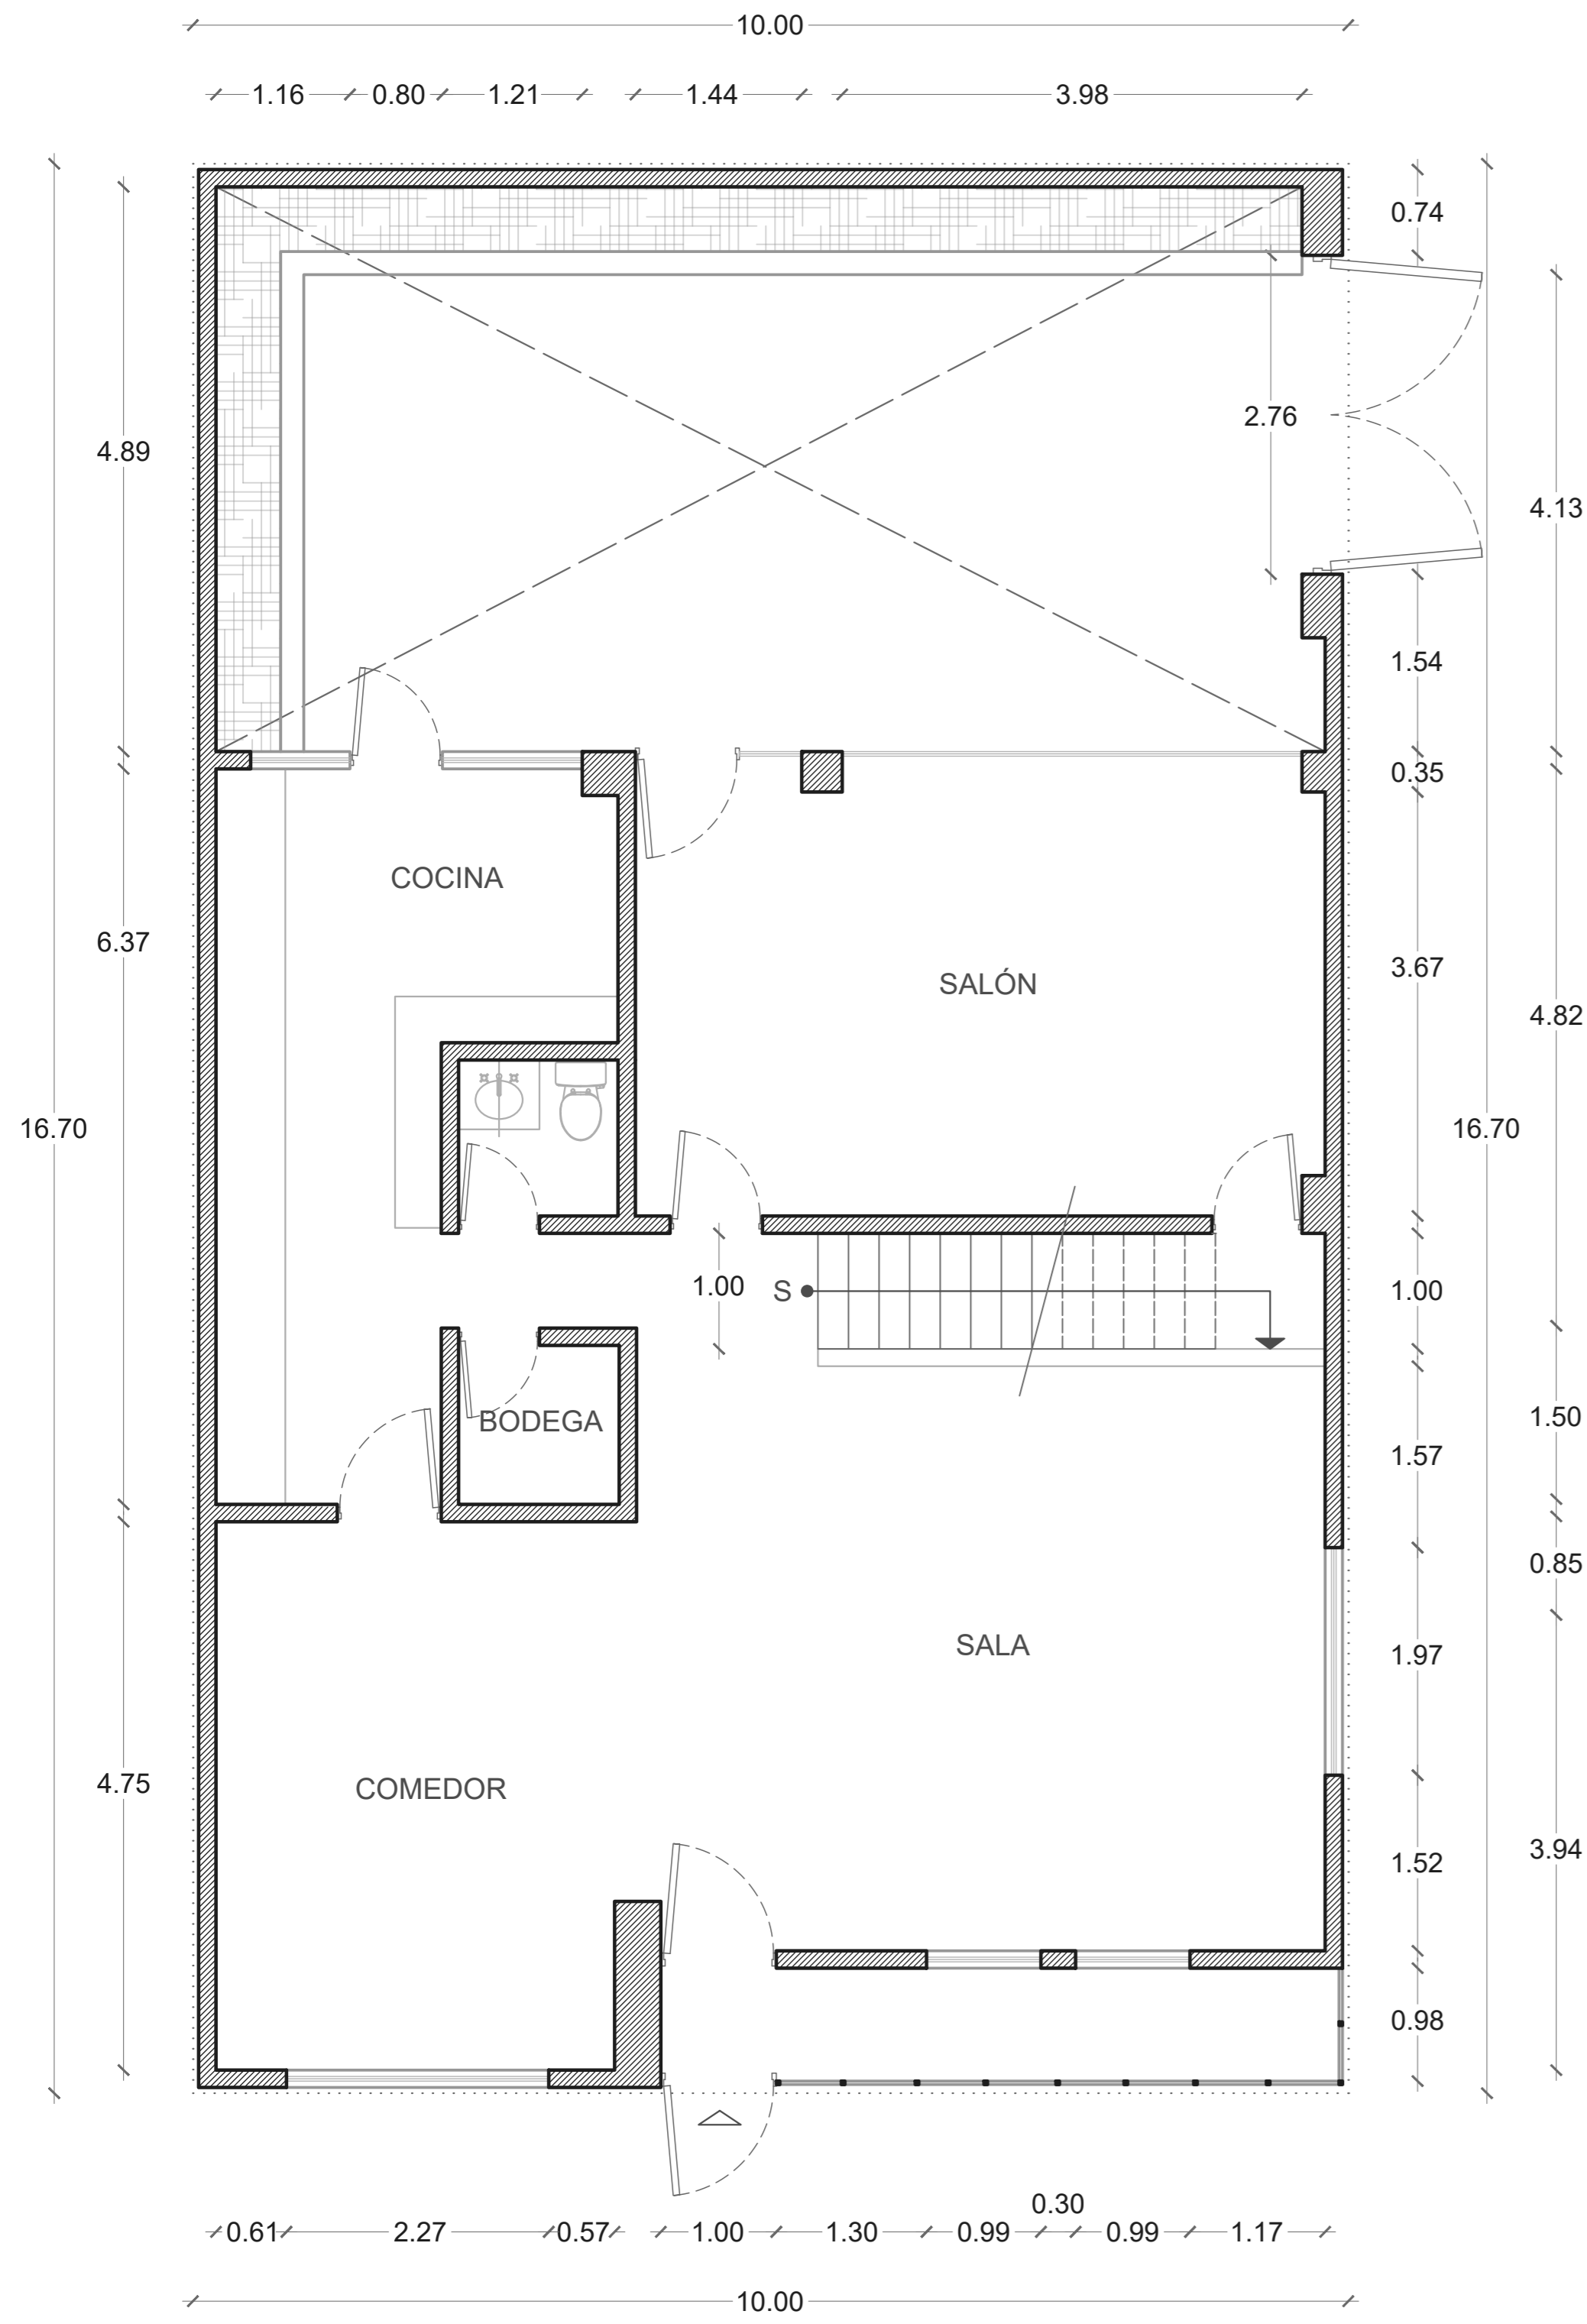 10.00
1.16 0.80 1.21 1.44 3.98
0.74
2.76
4.89
4.13
1.54
0.35
COCINA
6.37
SALÓN
3.67
4.82
16.70
16.70
1.00 S
1.00
1.50
BODEGA
1.57
0.85
SALA
1.97
COMEDOR
4.75
1.52
3.94
0.98
0.30
0.61 2.27 0.57 1.00 1.30 0.99 0.99 1.17
10.00